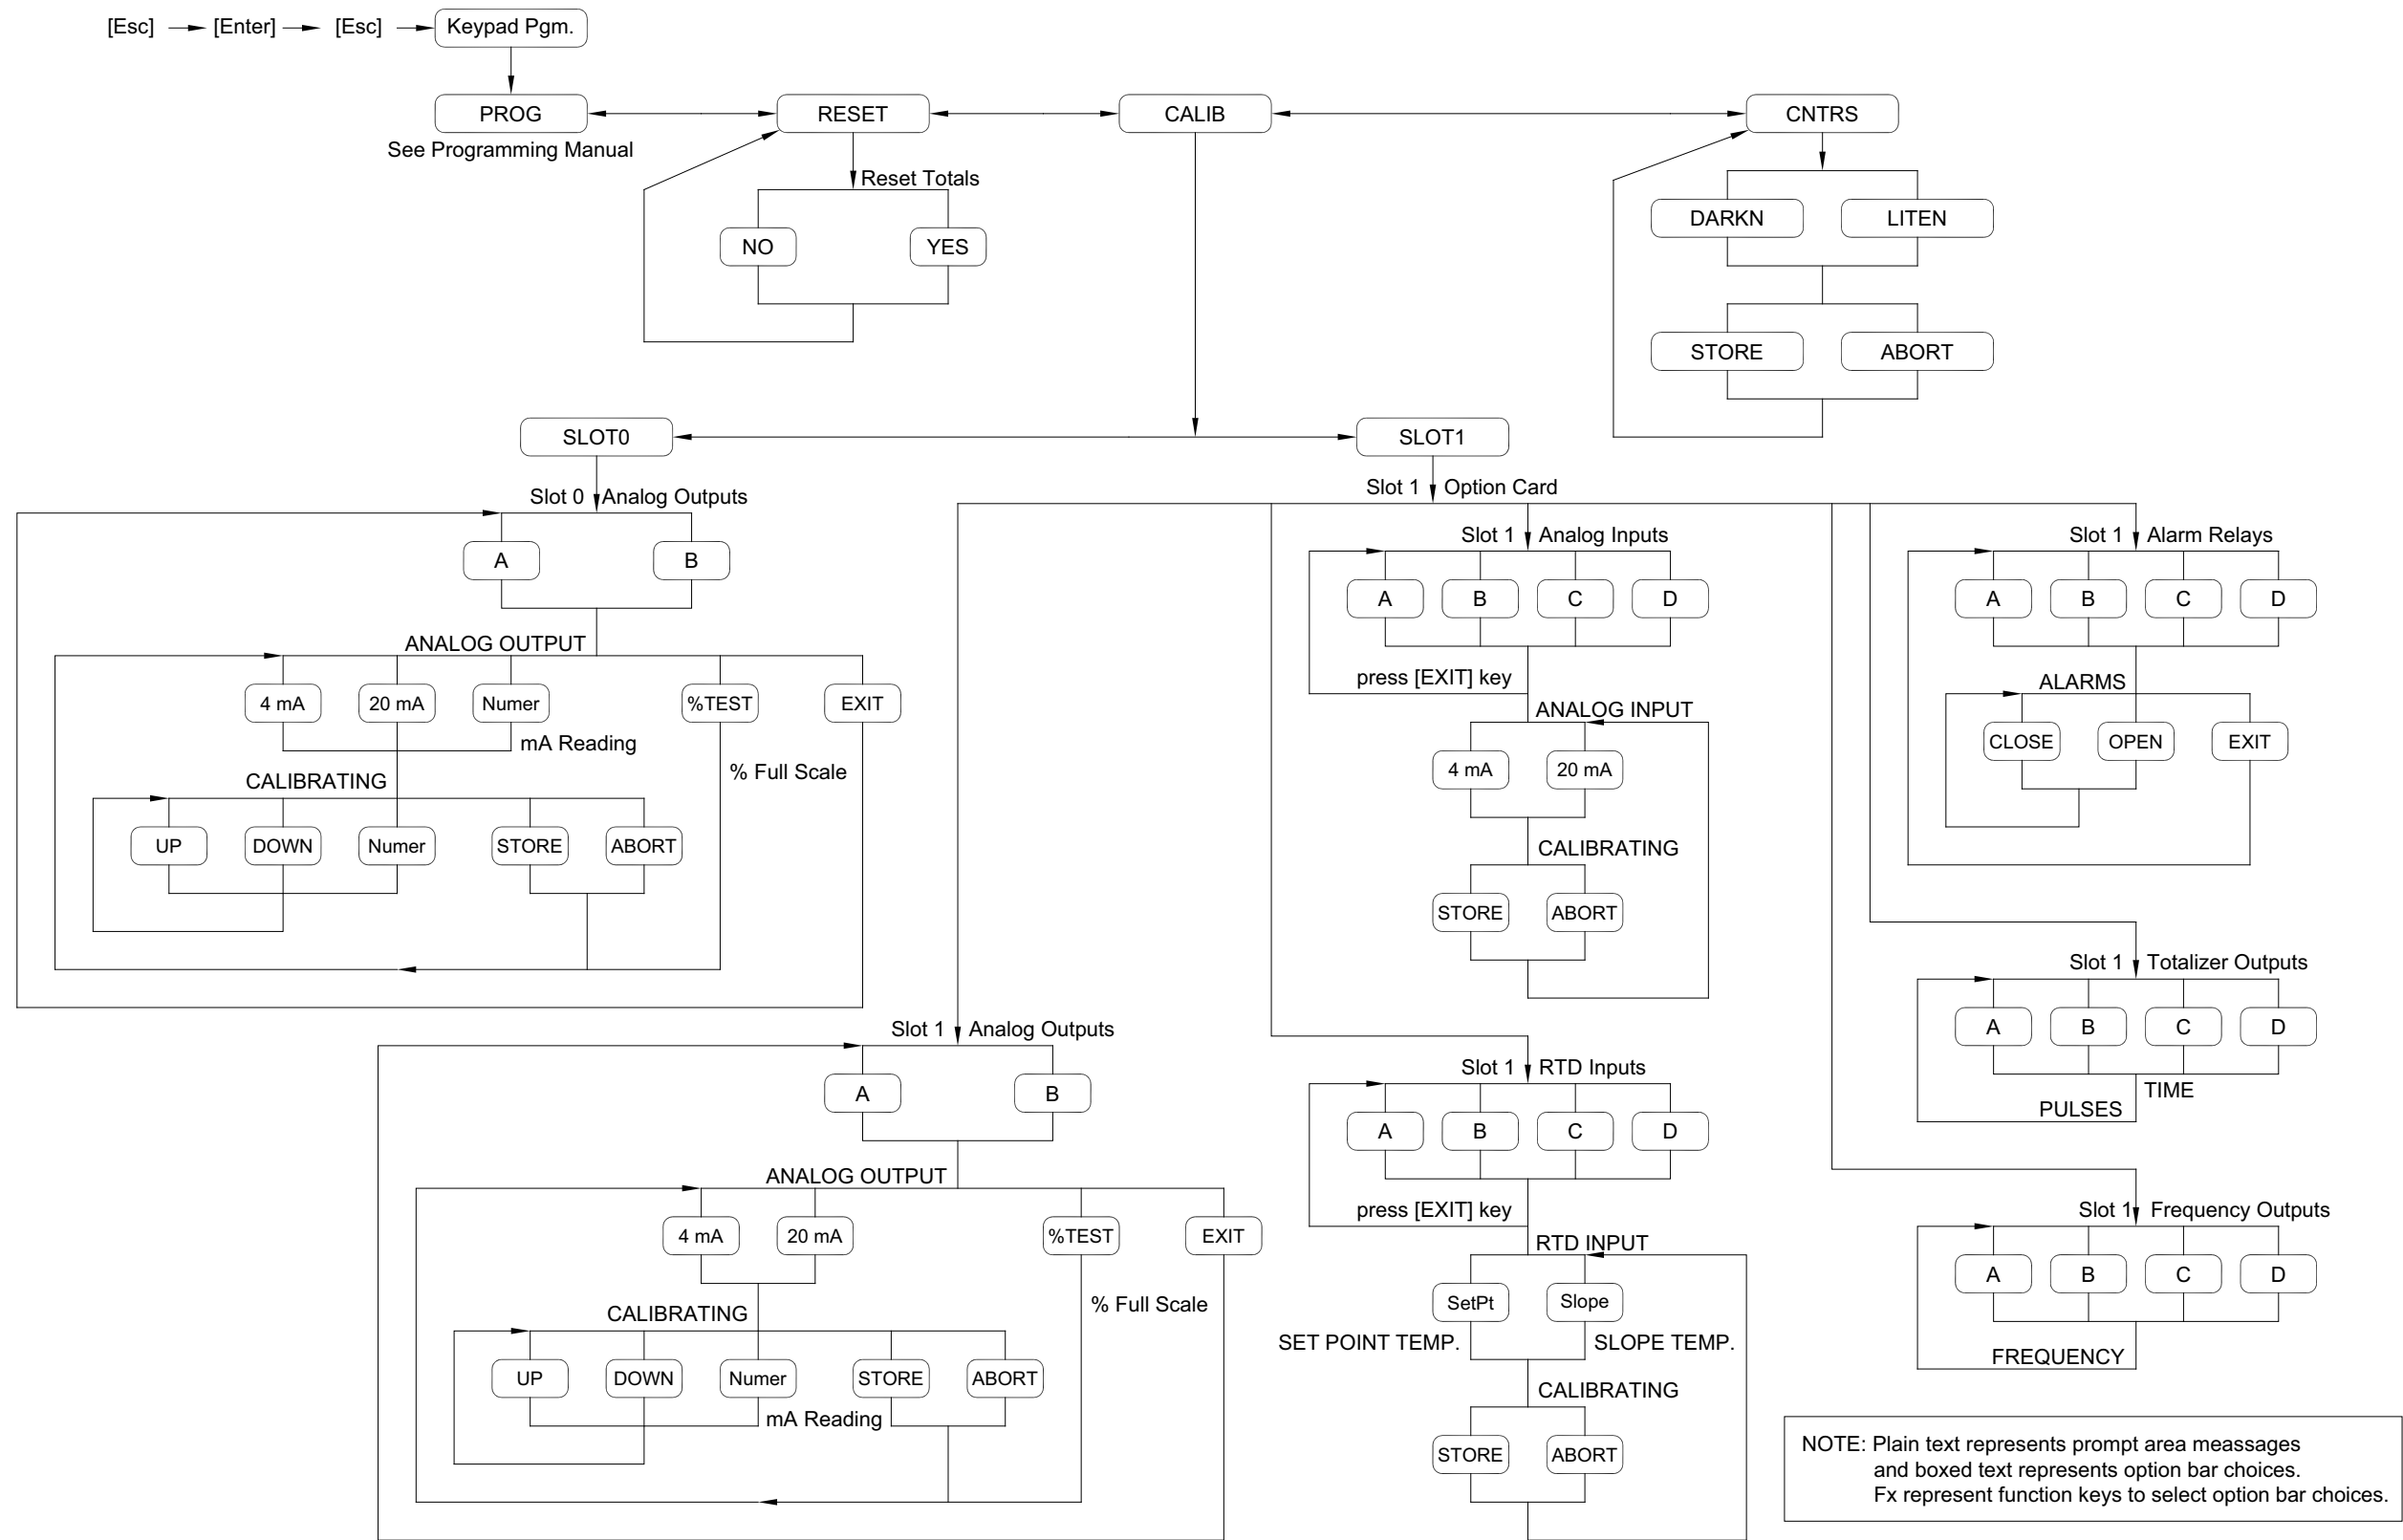 [Esc] [Enter] [Esc] Keypad Pgm.
PROG RESET CALIB CNTRS
See Programming Manual
Reset Totals
NO YES
DARKN LITEN
STORE ABORT
SLOT0 SLOT1
Slot 0 Analog Outputs
A B
ANALOG OUTPUT
4 mA 20 mA Numer %TEST EXIT
mA Reading
% Full Scale
CALIBRATING
UP DOWN Numer STORE ABORT
Slot 1 Option Card
Slot 1 Analog Outputs
A B
ANALOG OUTPUT
4 mA 20 mA %TEST EXIT
% Full Scale
CALIBRATING
UP DOWN Numer STORE ABORT
mA Reading
Slot 1 Analog Inputs
A B C D
press [EXIT] key
ANALOG INPUT
4 mA 20 mA
CALIBRATING
STORE ABORT
Slot 1 RTD Inputs
A B C D
press [EXIT] key
RTD INPUT
SetPt Slope
SET POINT TEMP. SLOPE TEMP.
CALIBRATING
STORE ABORT
Slot 1 Alarm Relays
A B C D
ALARMS
CLOSE OPEN EXIT
Slot 1 Totalizer Outputs
A B C D
TIME
PULSES
Slot 1 Frequency Outputs
A B C D
FREQUENCY
NOTE: Plain text represents prompt area meassages
and boxed text represents option bar choices.
Fx represent function keys to select option bar choices.